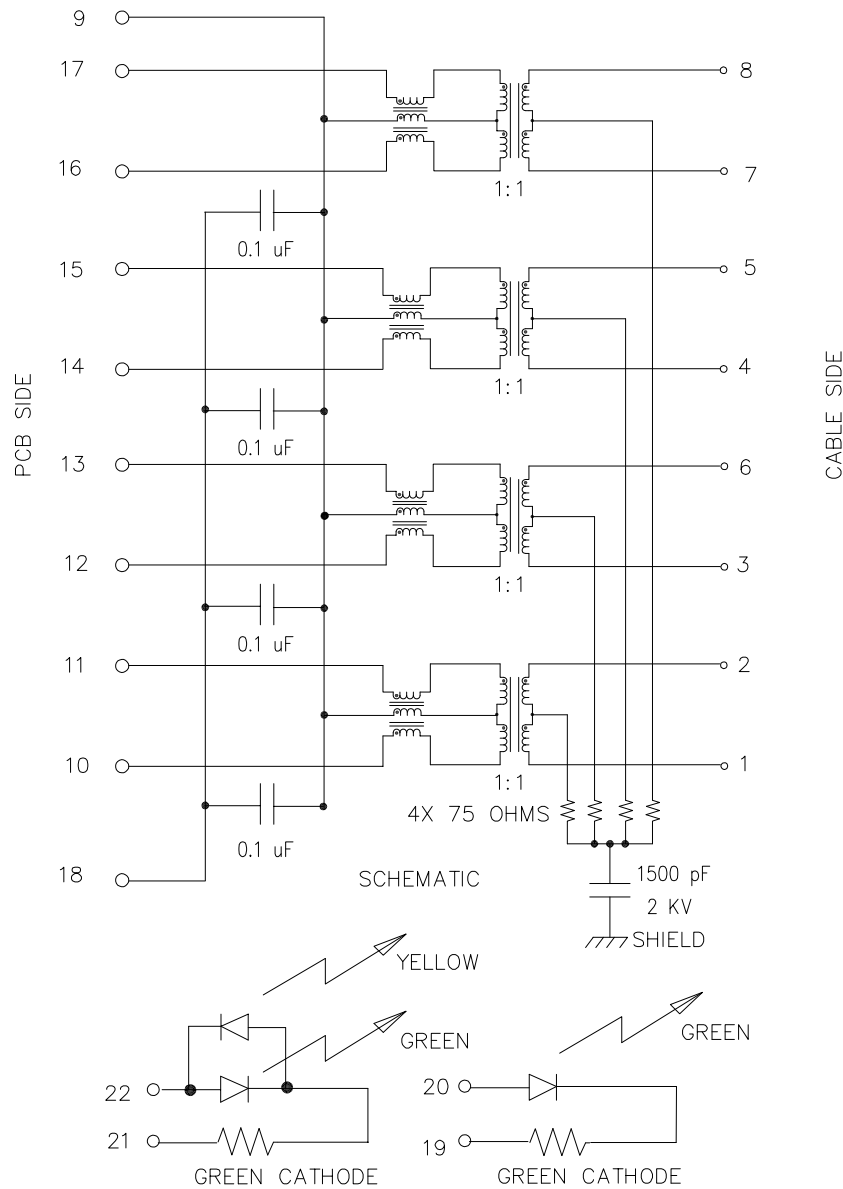 9
17
8
16
7
1:1
0.1 uF
15
5
14
4
1:1
PCB SIDE
CABLE SIDE
0.1 uF
13
6
12
3
1:1
0.1 uF
11
2
10
1
1:1
4X 75 OHMS
0.1 uF
18
SCHEMATIC
1500 pF
2 KV
SHIELD
YELLOW
GREEN
GREEN
22
20
21
19
GREEN CATHODE
GREEN CATHODE